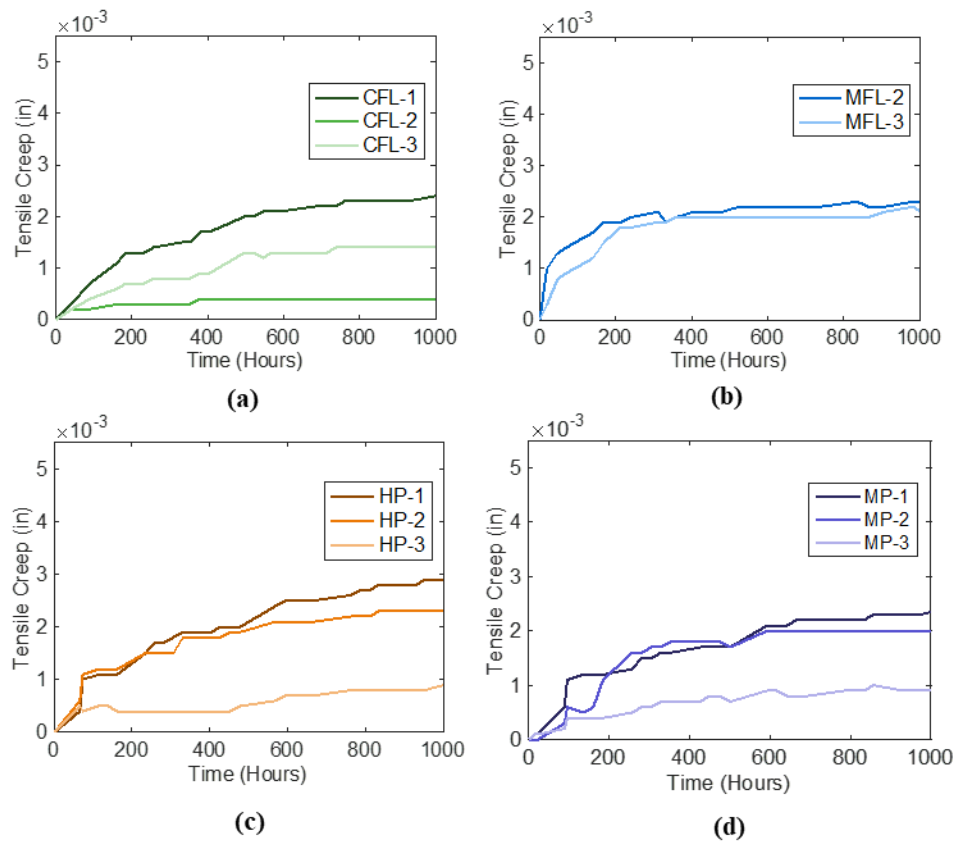 ×10⁻³
5
4
3
2
1
0
Tensile Creep (in)
CFL-1
CFL-2
CFL-3
0 200 400 600 800 1000
Time (Hours)
(a)
×10⁻³
5
4
3
2
1
0
Tensile Creep (in)
MFL-2
MFL-3
0 200 400 600 800 1000
Time (Hours)
(b)
×10⁻³
5
4
3
2
1
0
Tensile Creep (in)
HP-1
HP-2
HP-3
0 200 400 600 800 1000
Time (Hours)
(c)
×10⁻³
5
4
3
2
1
0
Tensile Creep (in)
MP-1
MP-2
MP-3
0 200 400 600 800 1000
Time (Hours)
(d)